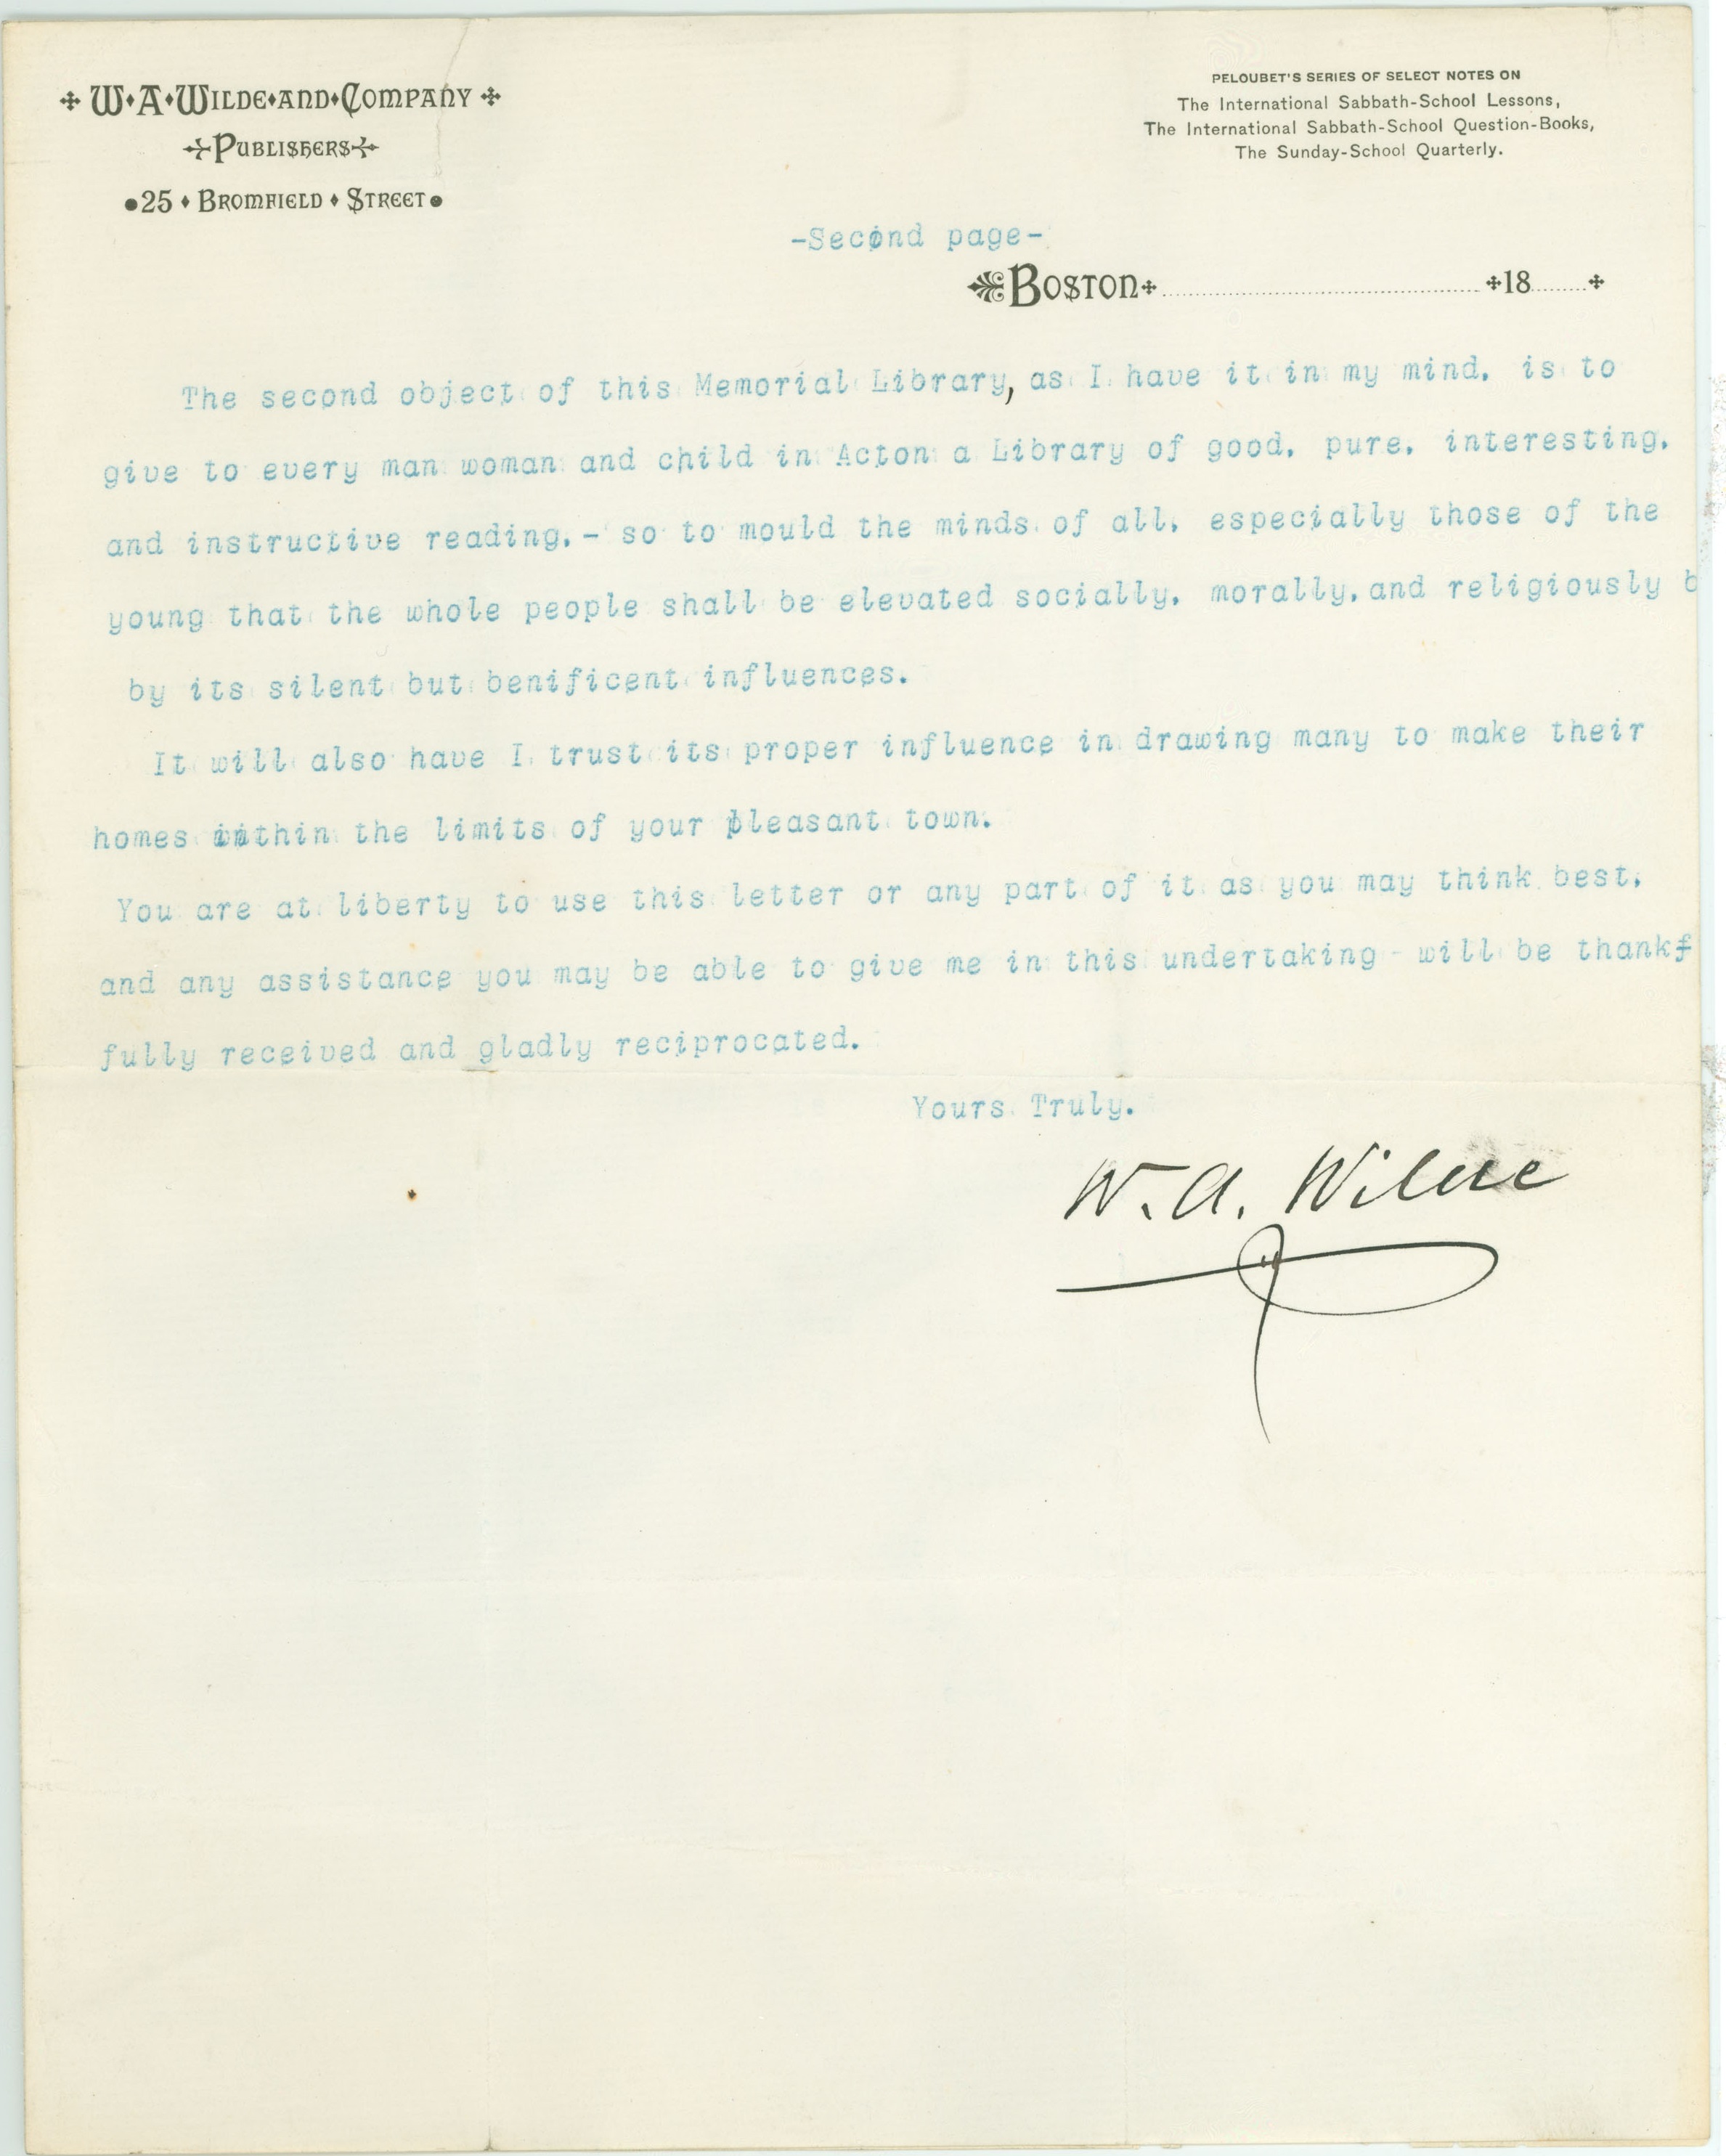 W·A·WILDE·AND·COMPANY
PUBLISHERS
25 · BROMFIELD · STREET
PELOUBET'S SERIES OF SELECT NOTES ON
The International Sabbath-School Lessons,
The International Sabbath-School Question-Books,
The Sunday-School Quarterly.
-Second page-
BOSTON 18
The second object of this Memorial Library, as I have it in my mind, is to
give to every man woman and child in Acton a Library of good, pure, interesting,
and instructive reading,- so to mould the minds of all, especially those of the
young that the whole people shall be elevated socially, morally, and religiously b
by its silent but benificent influences.
It will also have I trust its proper influence in drawing many to make their
homes within the limits of your pleasant town.
You are at liberty to use this letter or any part of it as you may think best,
and any assistance you may be able to give me in this undertaking - will be thankf
fully received and gladly reciprocated.
Yours Truly.
W. A. Wilde